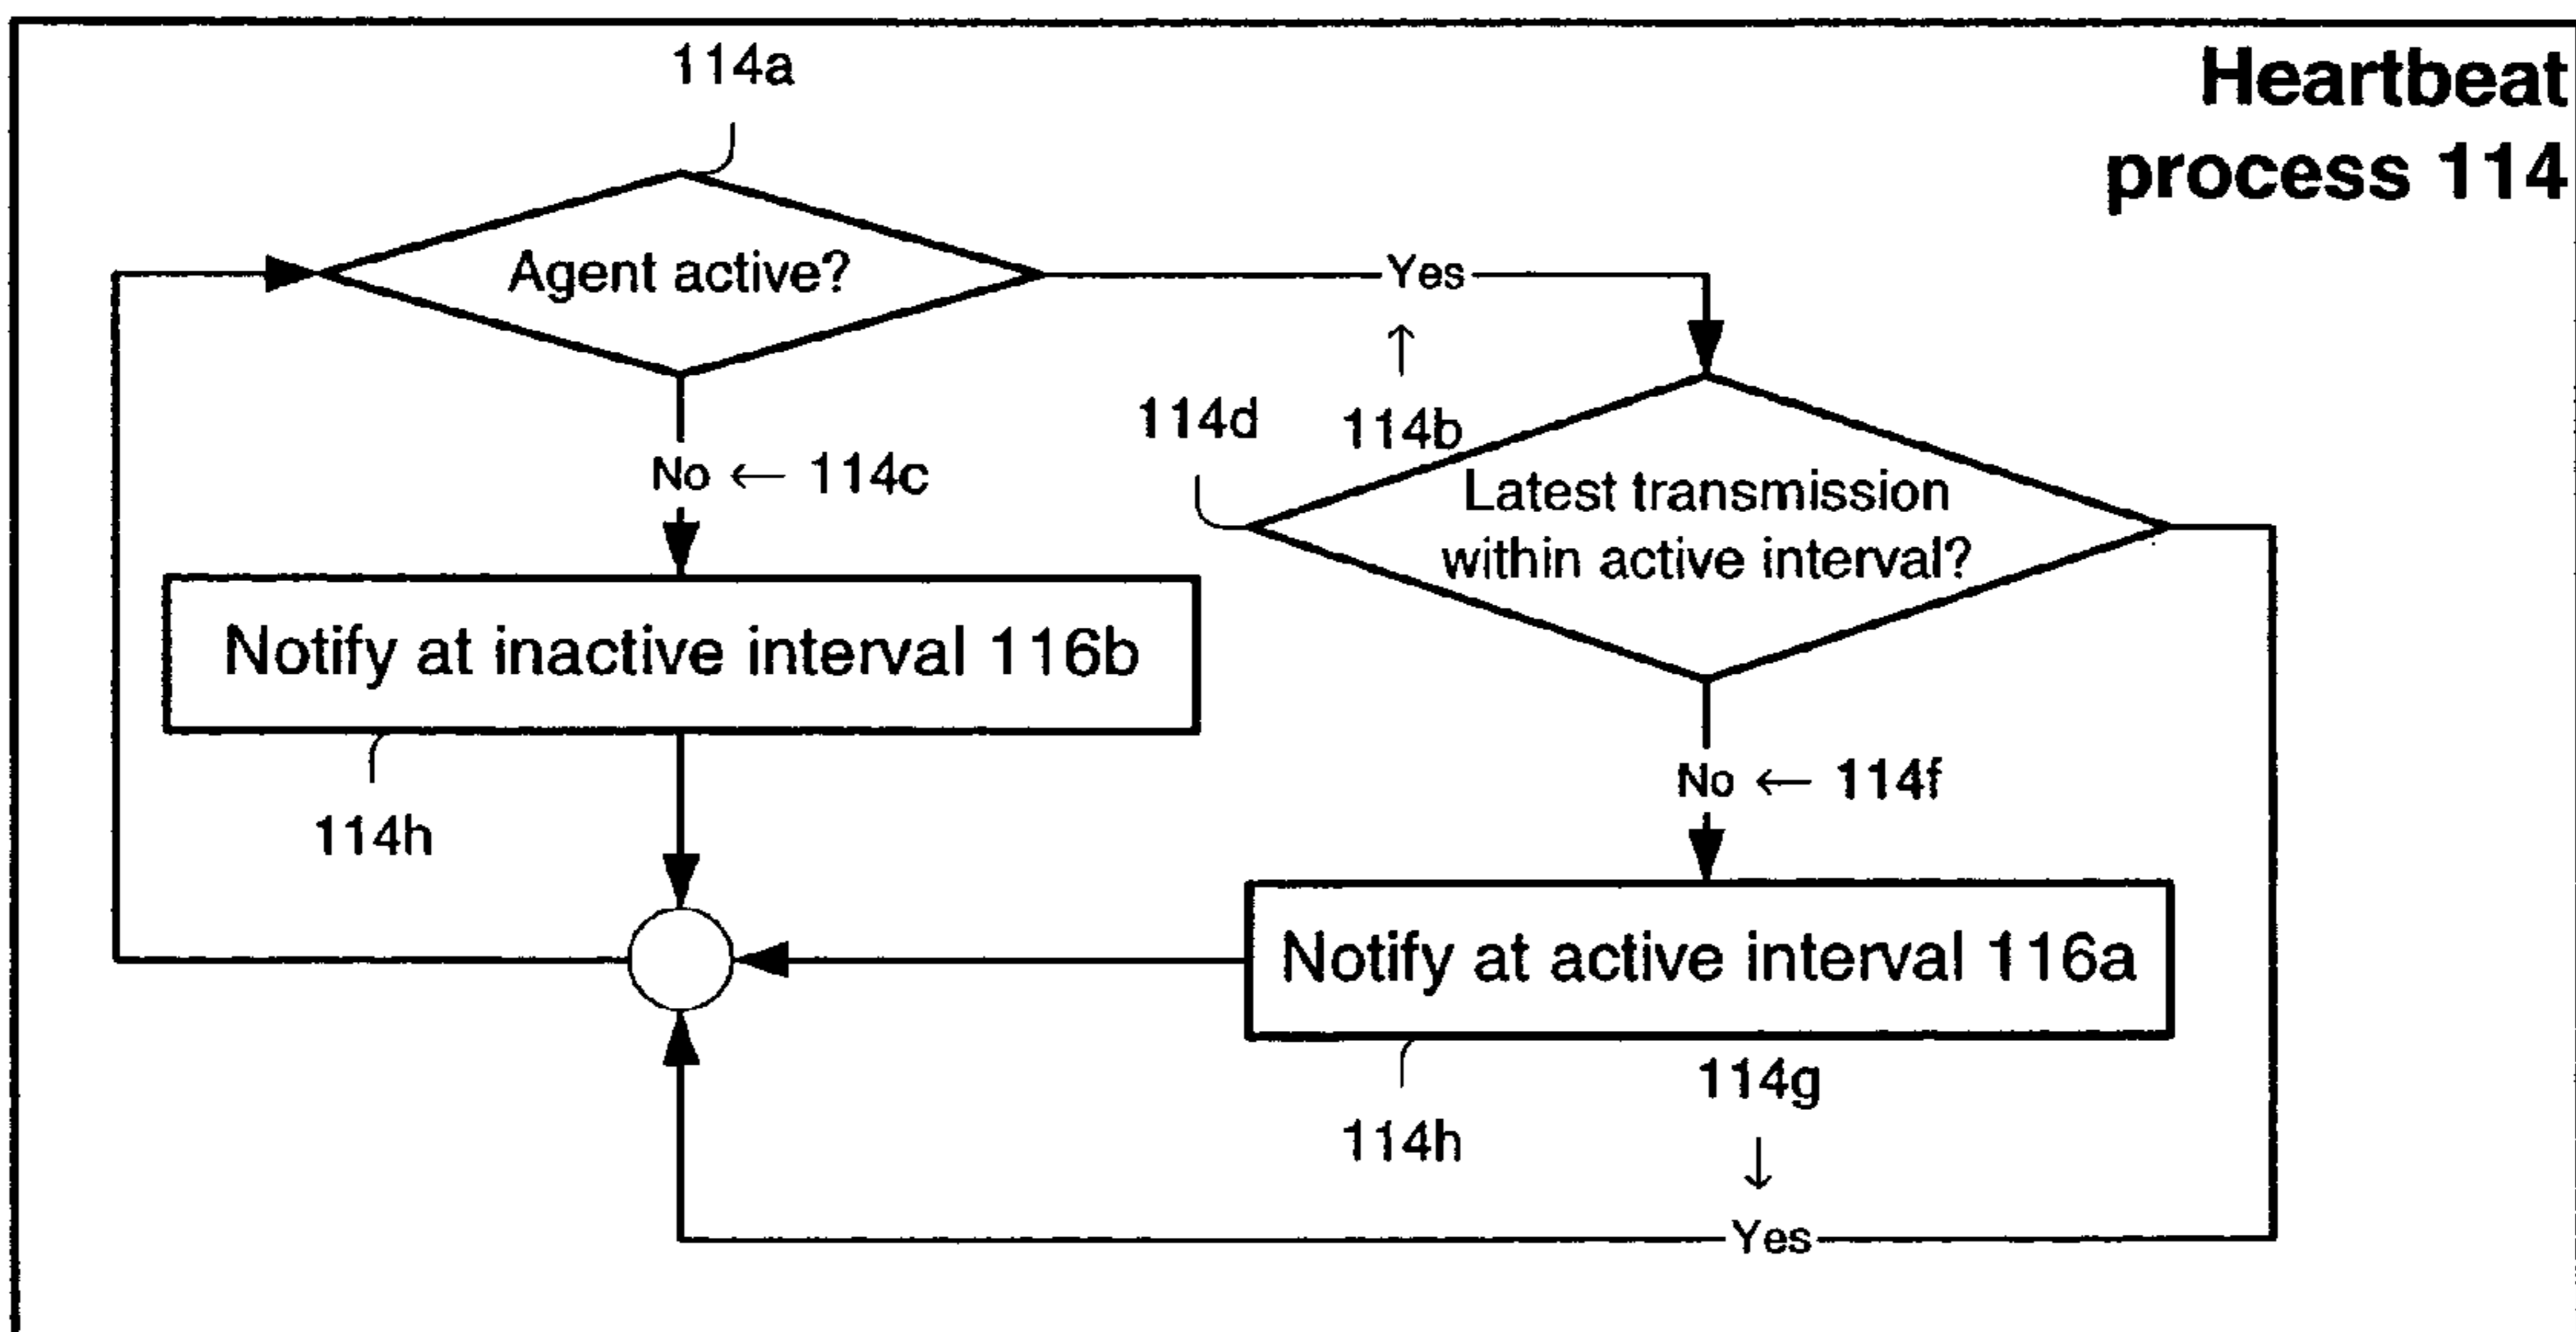 Heartbeat
process 114
114a
Agent active?
Yes
↑
114b
114d
No ← 114c
Latest transmission
within active interval?
Notify at inactive interval 116b
114h
No ← 114f
Notify at active interval 116a
114h
114g
↓
Yes